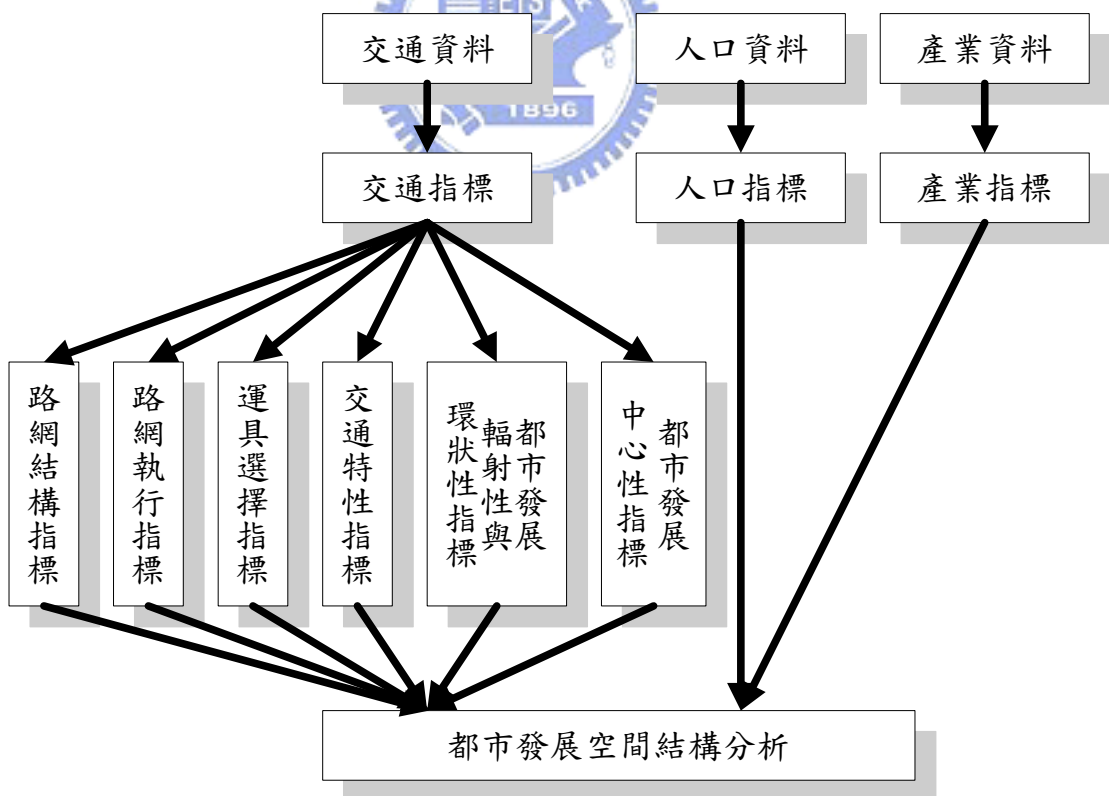 交通資料
人口資料
產業資料
1896
交通指標
人口指標
產業指標
路網結構指標
路網執行指標
運具選擇指標
交通特性指標
都市發展
輻射性與
環狀性指標
都市發展
中心性指標
都市發展空間結構分析